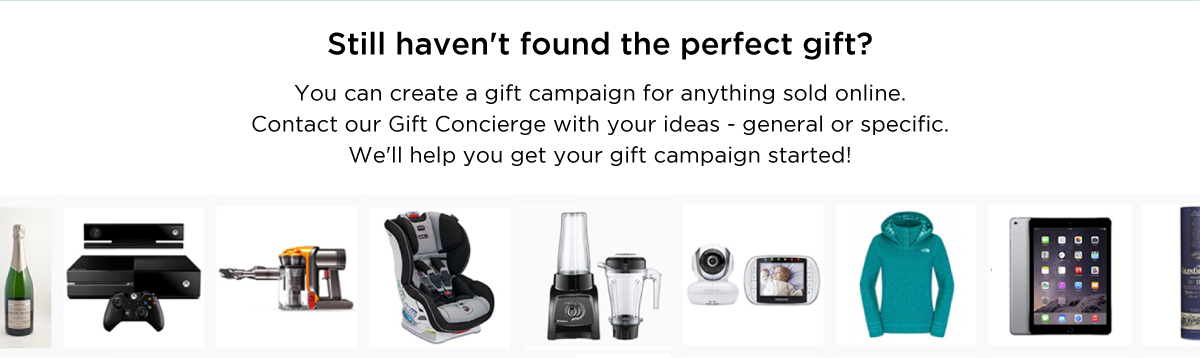 Still haven't found the perfect gift?
You can create a gift campaign for anything sold online.
Contact our Gift Concierge with your ideas - general or specific.
We'll help you get your gift campaign started!